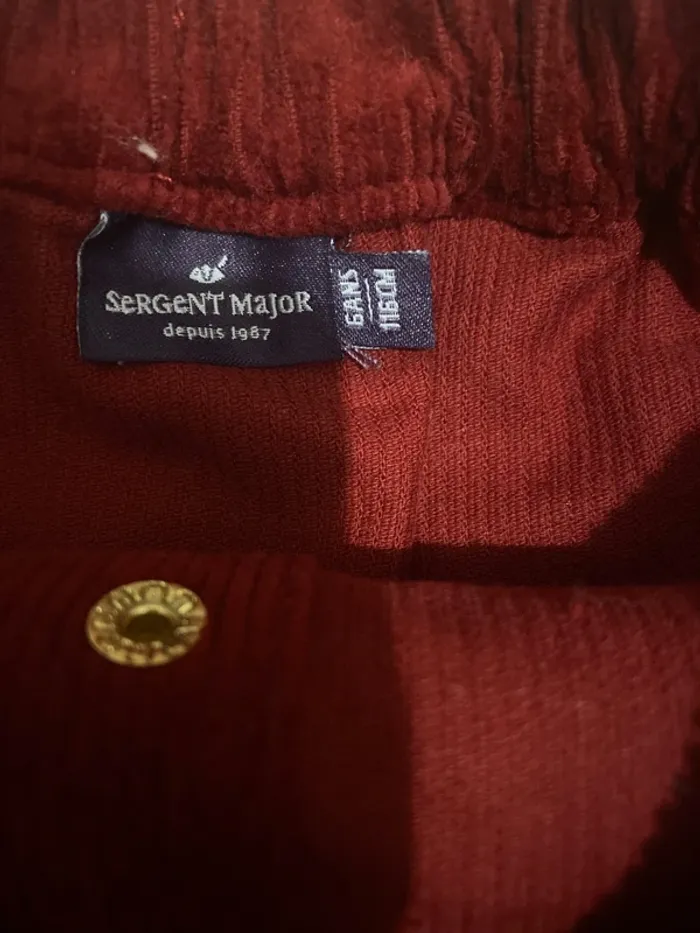 SeRGeNT MajoR
depuis 1987
6ANS
116CM